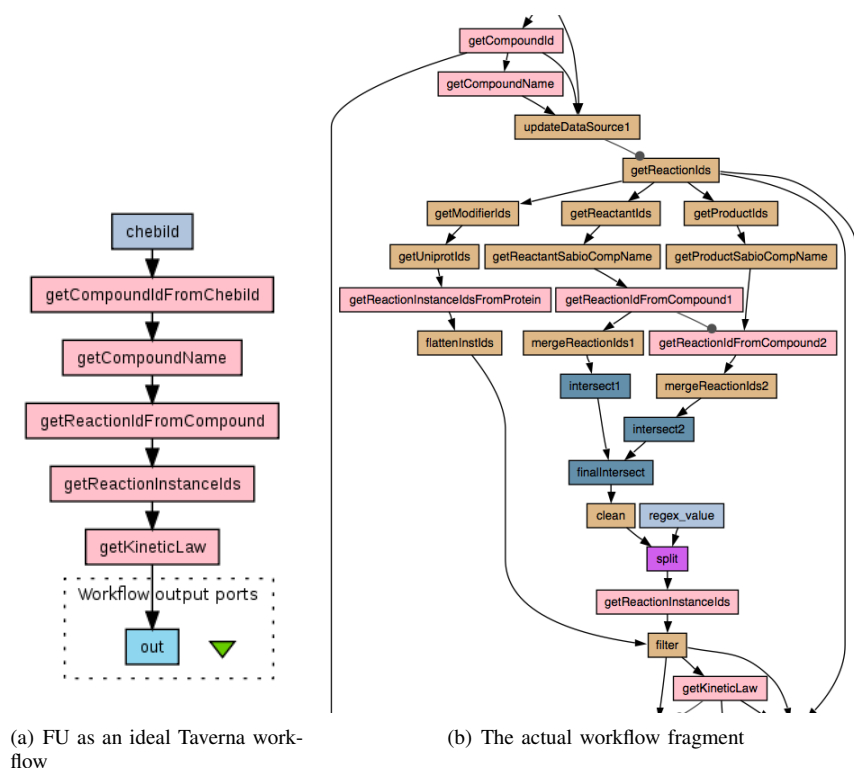 chebiId
getCompoundIdFromChebiId
getCompoundName
getReactionIdFromCompound
getReactionInstanceIds
getKineticLaw
Workflow output ports
out
(a) FU as an ideal Taverna work-
flow
getCompoundId
getCompoundName
updateDataSource1
getReactionIds
getModifierIds getReactantIds getProductIds
getUniprotIds getReactantSabioCompName getProductSabioCompName
getReactionInstanceIdsFromProtein getReactionIdFromCompound1
flattenInstIds mergeReactionIds1 getReactionIdFromCompound2
intersect1 mergeReactionIds2
intersect2
finalIntersect
clean regex_value
split
getReactionInstanceIds
filter
getKineticLaw
(b) The actual workflow fragment